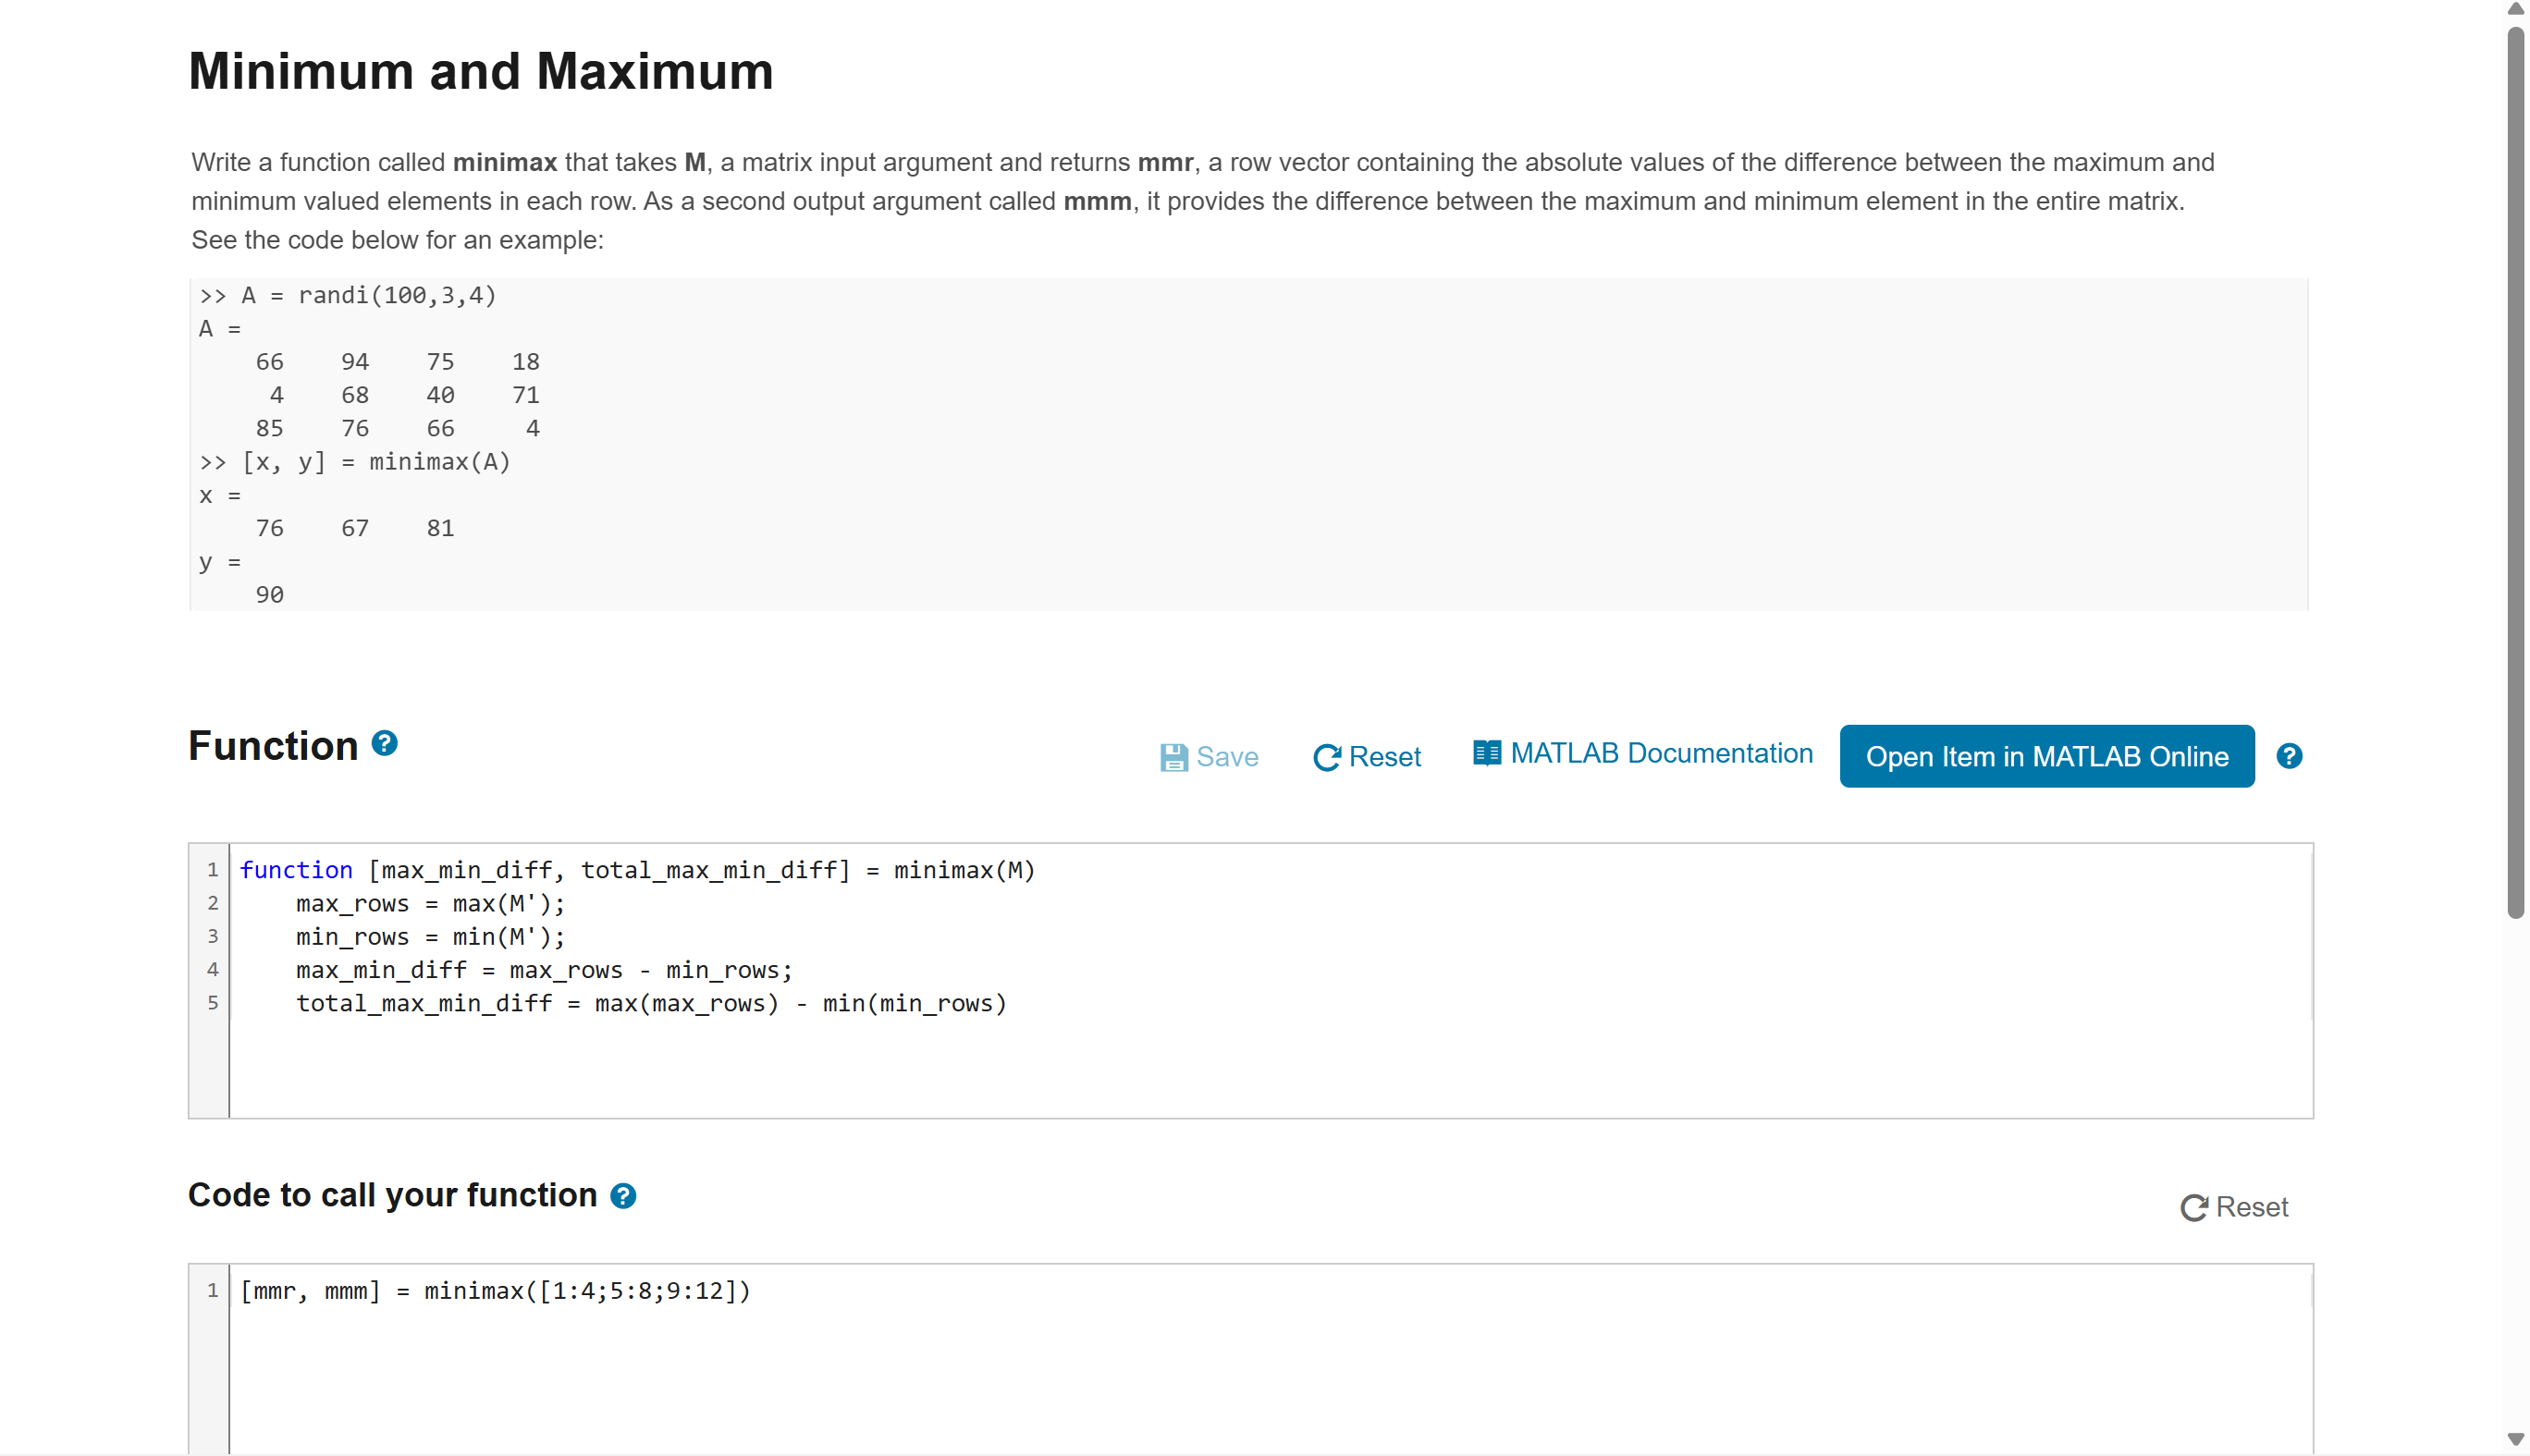 Minimum and Maximum
Write a function called minimax that takes M, a matrix input argument and returns mmr, a row vector containing the absolute values of the difference between the maximum and
minimum valued elements in each row. As a second output argument called mmm, it provides the difference between the maximum and minimum element in the entire matrix.
See the code below for an example:
>> A = randi(100,3,4)
A =
    66    94    75    18
     4    68    40    71
    85    76    66     4
>> [x, y] = minimax(A)
x =
    76    67    81
y =
    90
Function ?
Save Reset MATLAB Documentation Open Item in MATLAB Online ?
1 function [max_min_diff, total_max_min_diff] = minimax(M)
2     max_rows = max(M');
3     min_rows = min(M');
4     max_min_diff = max_rows - min_rows;
5     total_max_min_diff = max(max_rows) - min(min_rows)
Code to call your function ?
Reset
1 [mmr, mmm] = minimax([1:4;5:8;9:12])